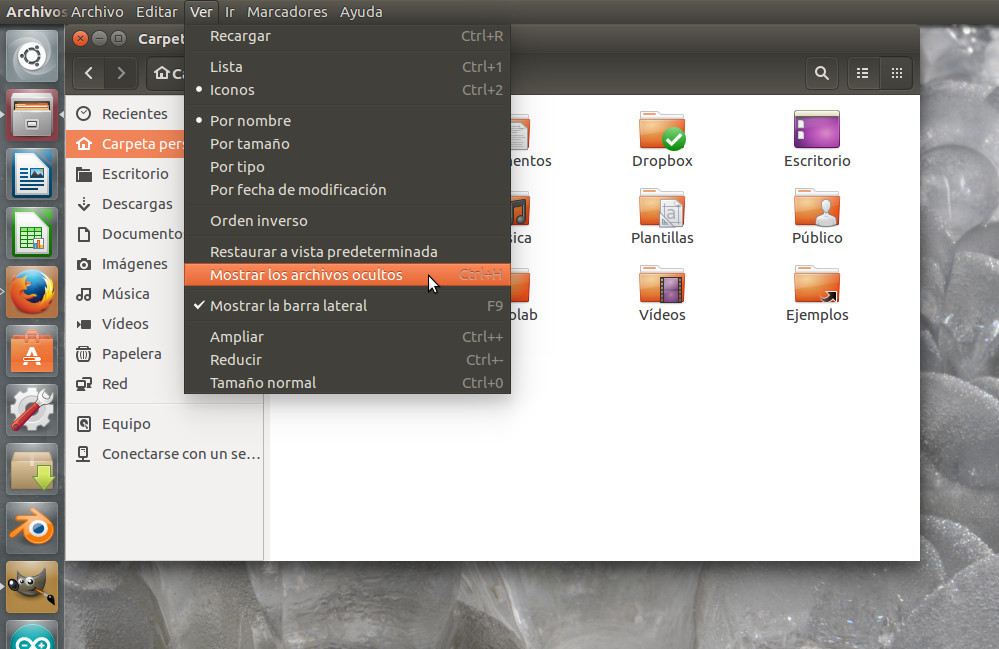 Archivos Archivo Editar Ver Ir Marcadores Ayuda
Carpet
Ca
Recargar Ctrl+R
Lista Ctrl+1
Iconos Ctrl+2
Por nombre
Por tamaño
Por tipo
Por fecha de modificación
Orden inverso
Restaurar a vista predeterminada
Mostrar los archivos ocultos Ctrl+H
Mostrar la barra lateral F9
Ampliar Ctrl++
Reducir Ctrl+-
Tamaño normal Ctrl+0
Recientes
Carpeta pers
Escritorio
Descargas
Documento
Imágenes
Música
Vídeos
Papelera
Red
Equipo
Conectarse con un se…
entos Dropbox Escritorio
ica Plantillas Público
olab Vídeos Ejemplos